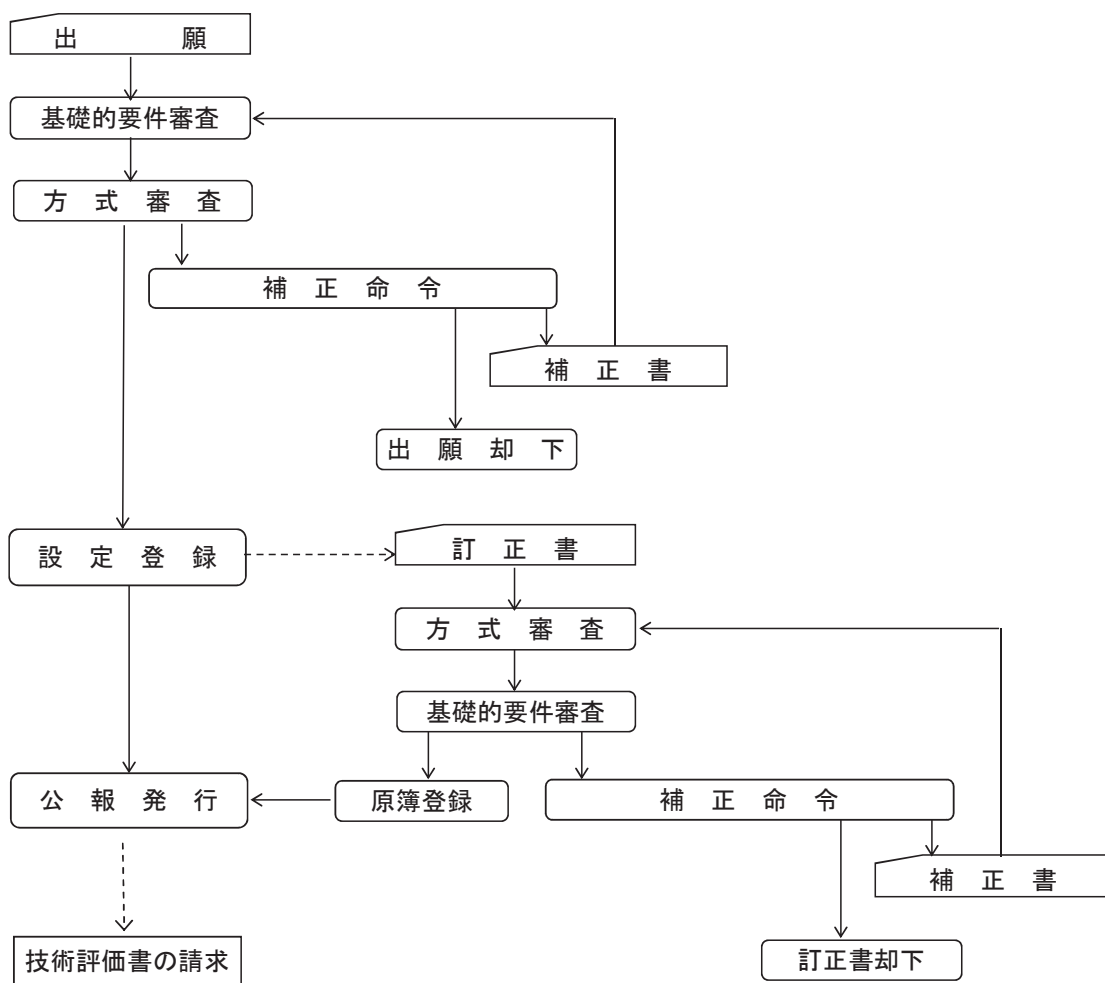 出願
基礎的要件審査
方式審査
補正命令
補正書
出願却下
設定登録
訂正書
方式審査
基礎的要件審査
公報発行
原簿登録
補正命令
補正書
技術評価書の請求
訂正書却下